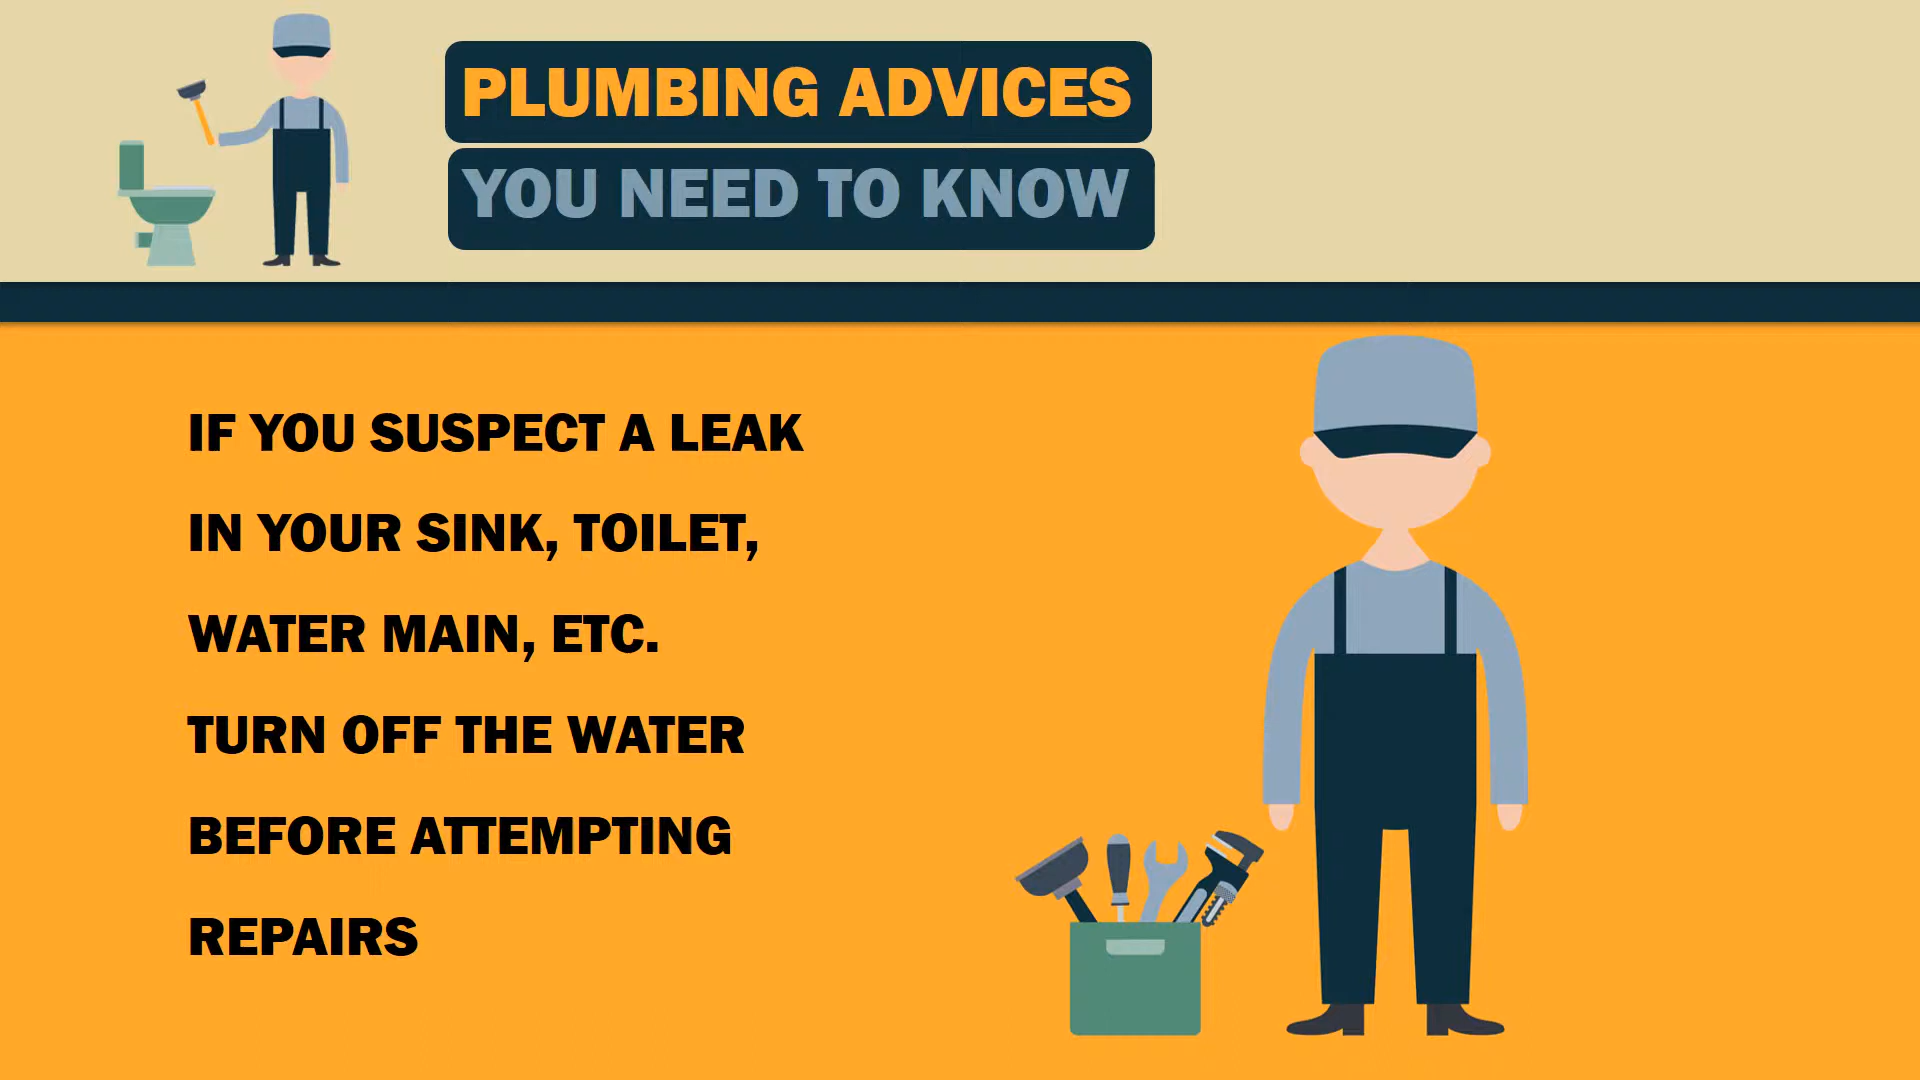 PLUMBING ADVICES
YOU NEED TO KNOW
IF YOU SUSPECT A LEAK
IN YOUR SINK, TOILET,
WATER MAIN, ETC.
TURN OFF THE WATER
BEFORE ATTEMPTING
REPAIRS